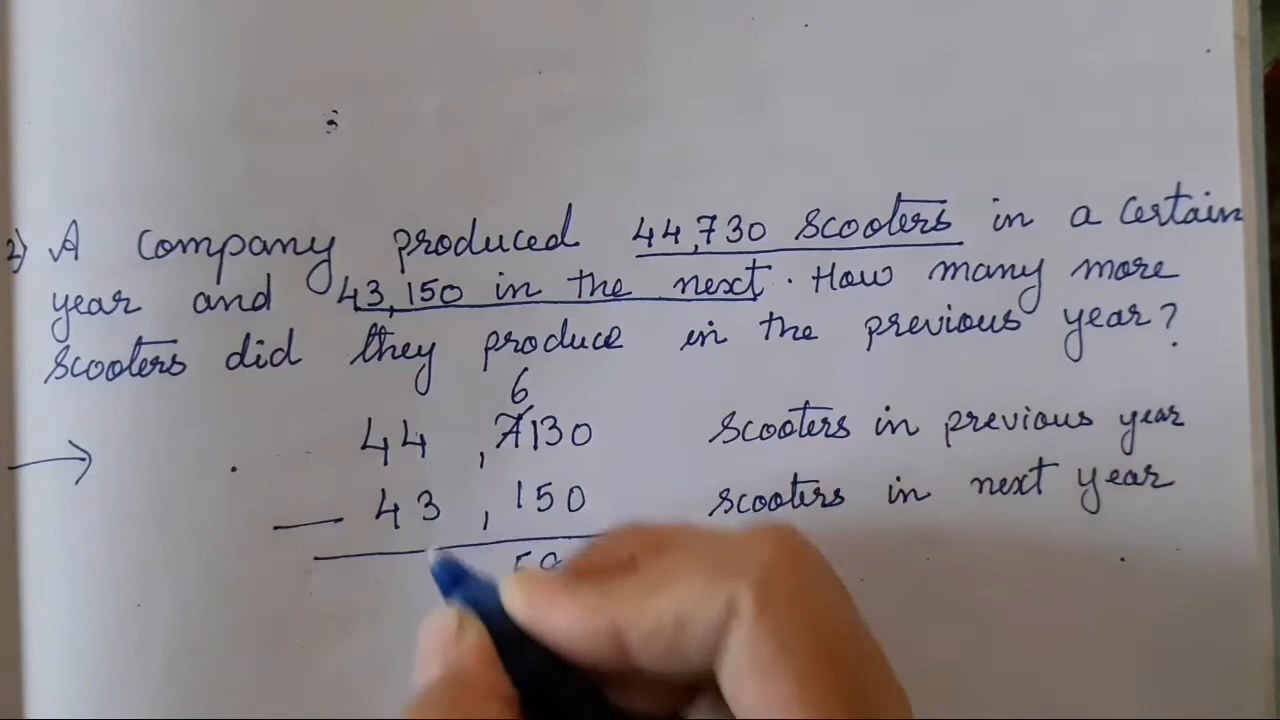 2) A company produced 44,730 scooters in a certain
year and 43,150 in the next. How many more
scooters did they produce in the previous year?
6
44,7130 scooters in previous year
— 43,150 scooters in next year
58